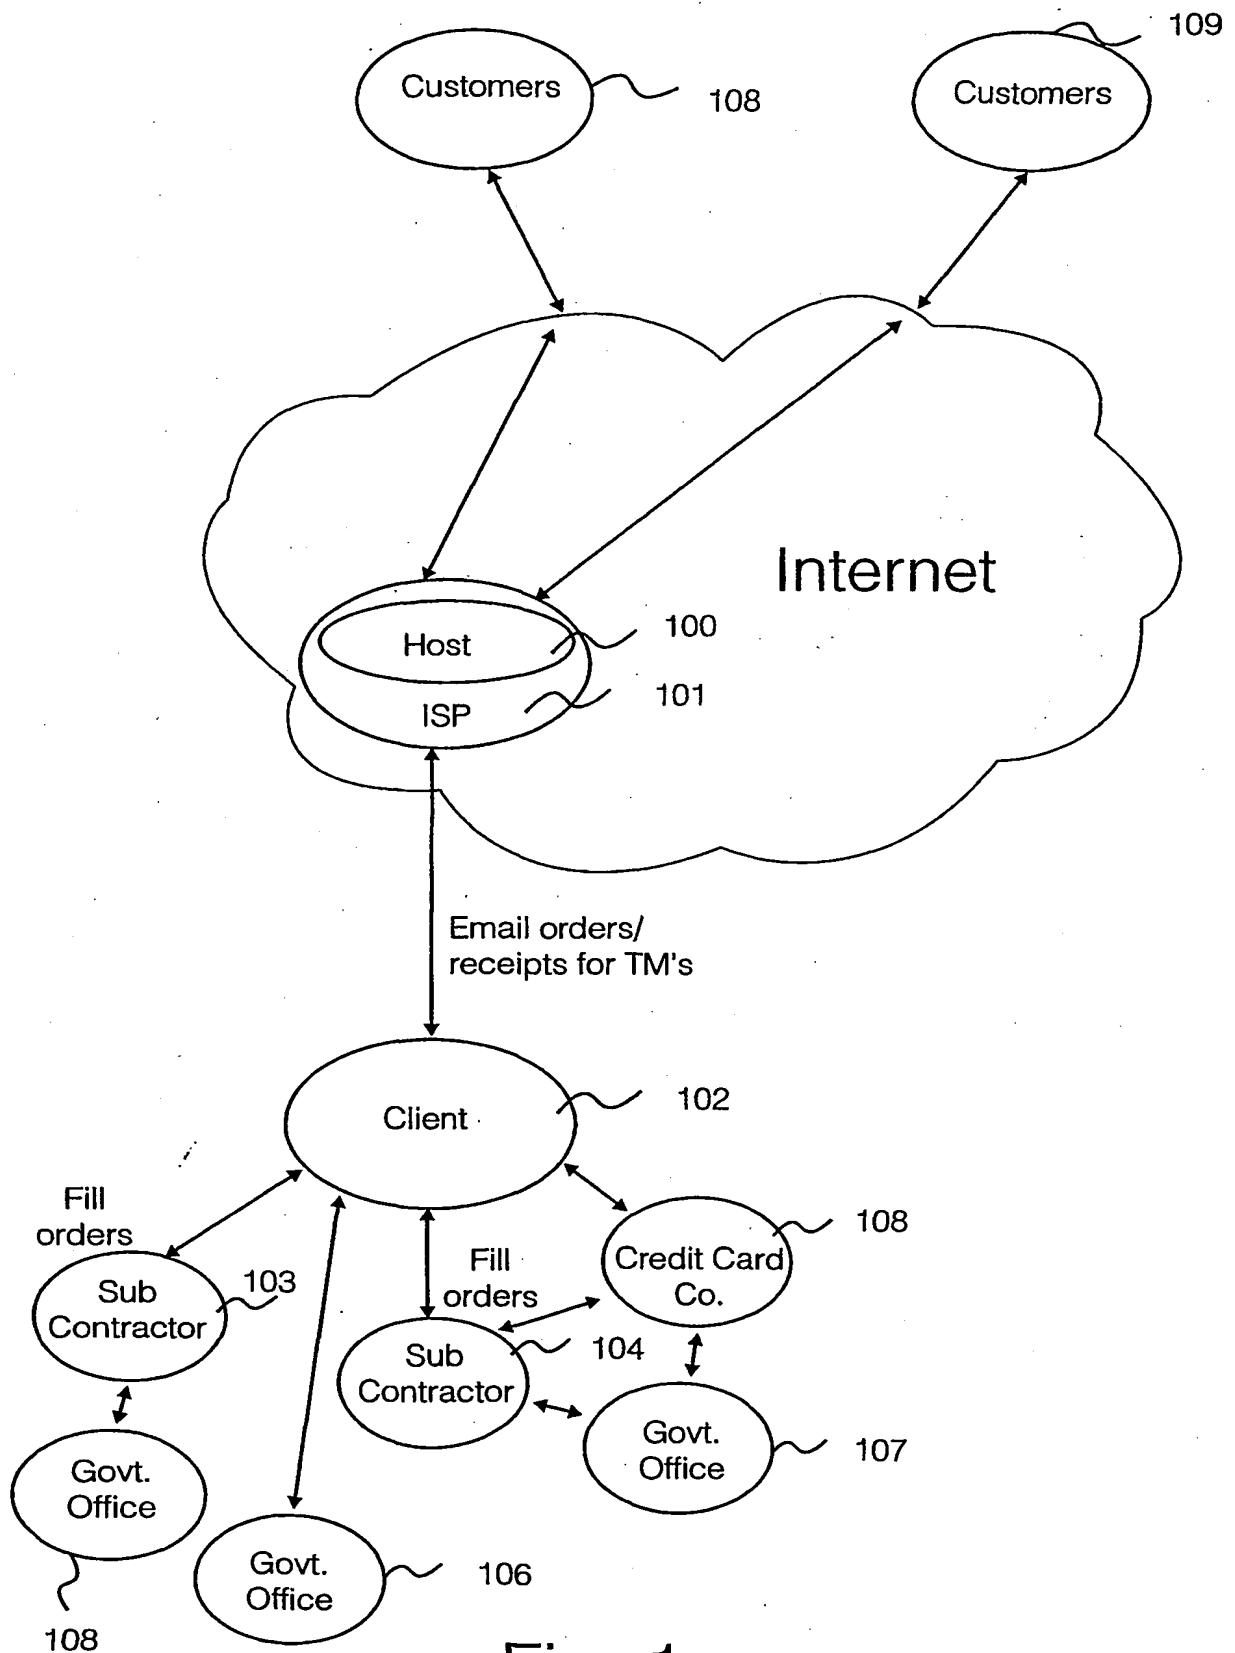 109
Customers
108
Customers
Internet
Host
100
ISP
101
Email orders/
receipts for TM's
Client
102
Fill
orders
108
Credit Card
Co.
Fill
orders
Sub
Contractor
103
Sub
Contractor
104
Govt.
Office
107
Govt.
Office
108
Govt.
Office
106